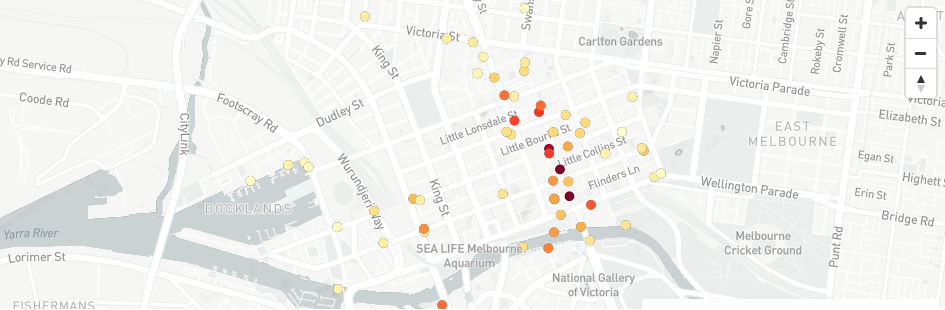 Swans
Gore S
Cambridge St
Rokeby St
Cromwell St
Napier St
Park St
Victoria St
Carlton Gardens
King St
y Rd Service Rd
Coode Rd
Footscray Rd
Dudley St
CityLink
Victoria Parade
Victoria
Elizabeth St
Little Lonsdale St
Little Bourke St
Little Collins St
EAST
MELBOURNE
Egan St
Highett S
Flinders Ln
Wellington Parade
Erin St
Bridge Rd
Wurundjeri Way
King St
DOCKLANDS
Yarra River
Lorimer St
SEA LIFE Melbourne
Aquarium
Melbourne
Cricket Ground
Punt Rd
National Gallery
of Victoria
FISHERMANS